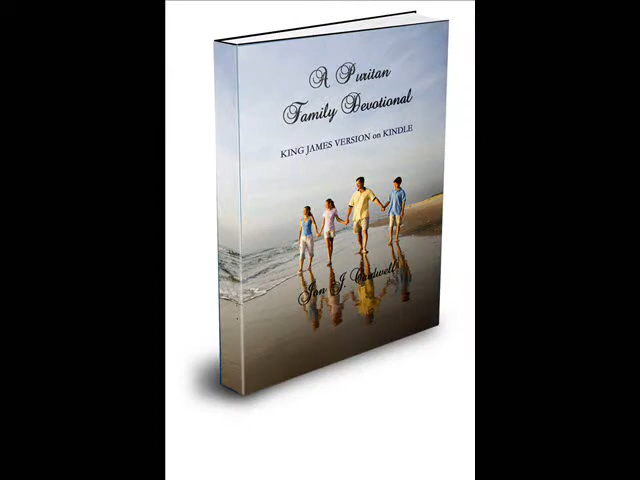 A Puritan
Family Devotional
KING JAMES VERSION on KINDLE
Jon J. Cardwell